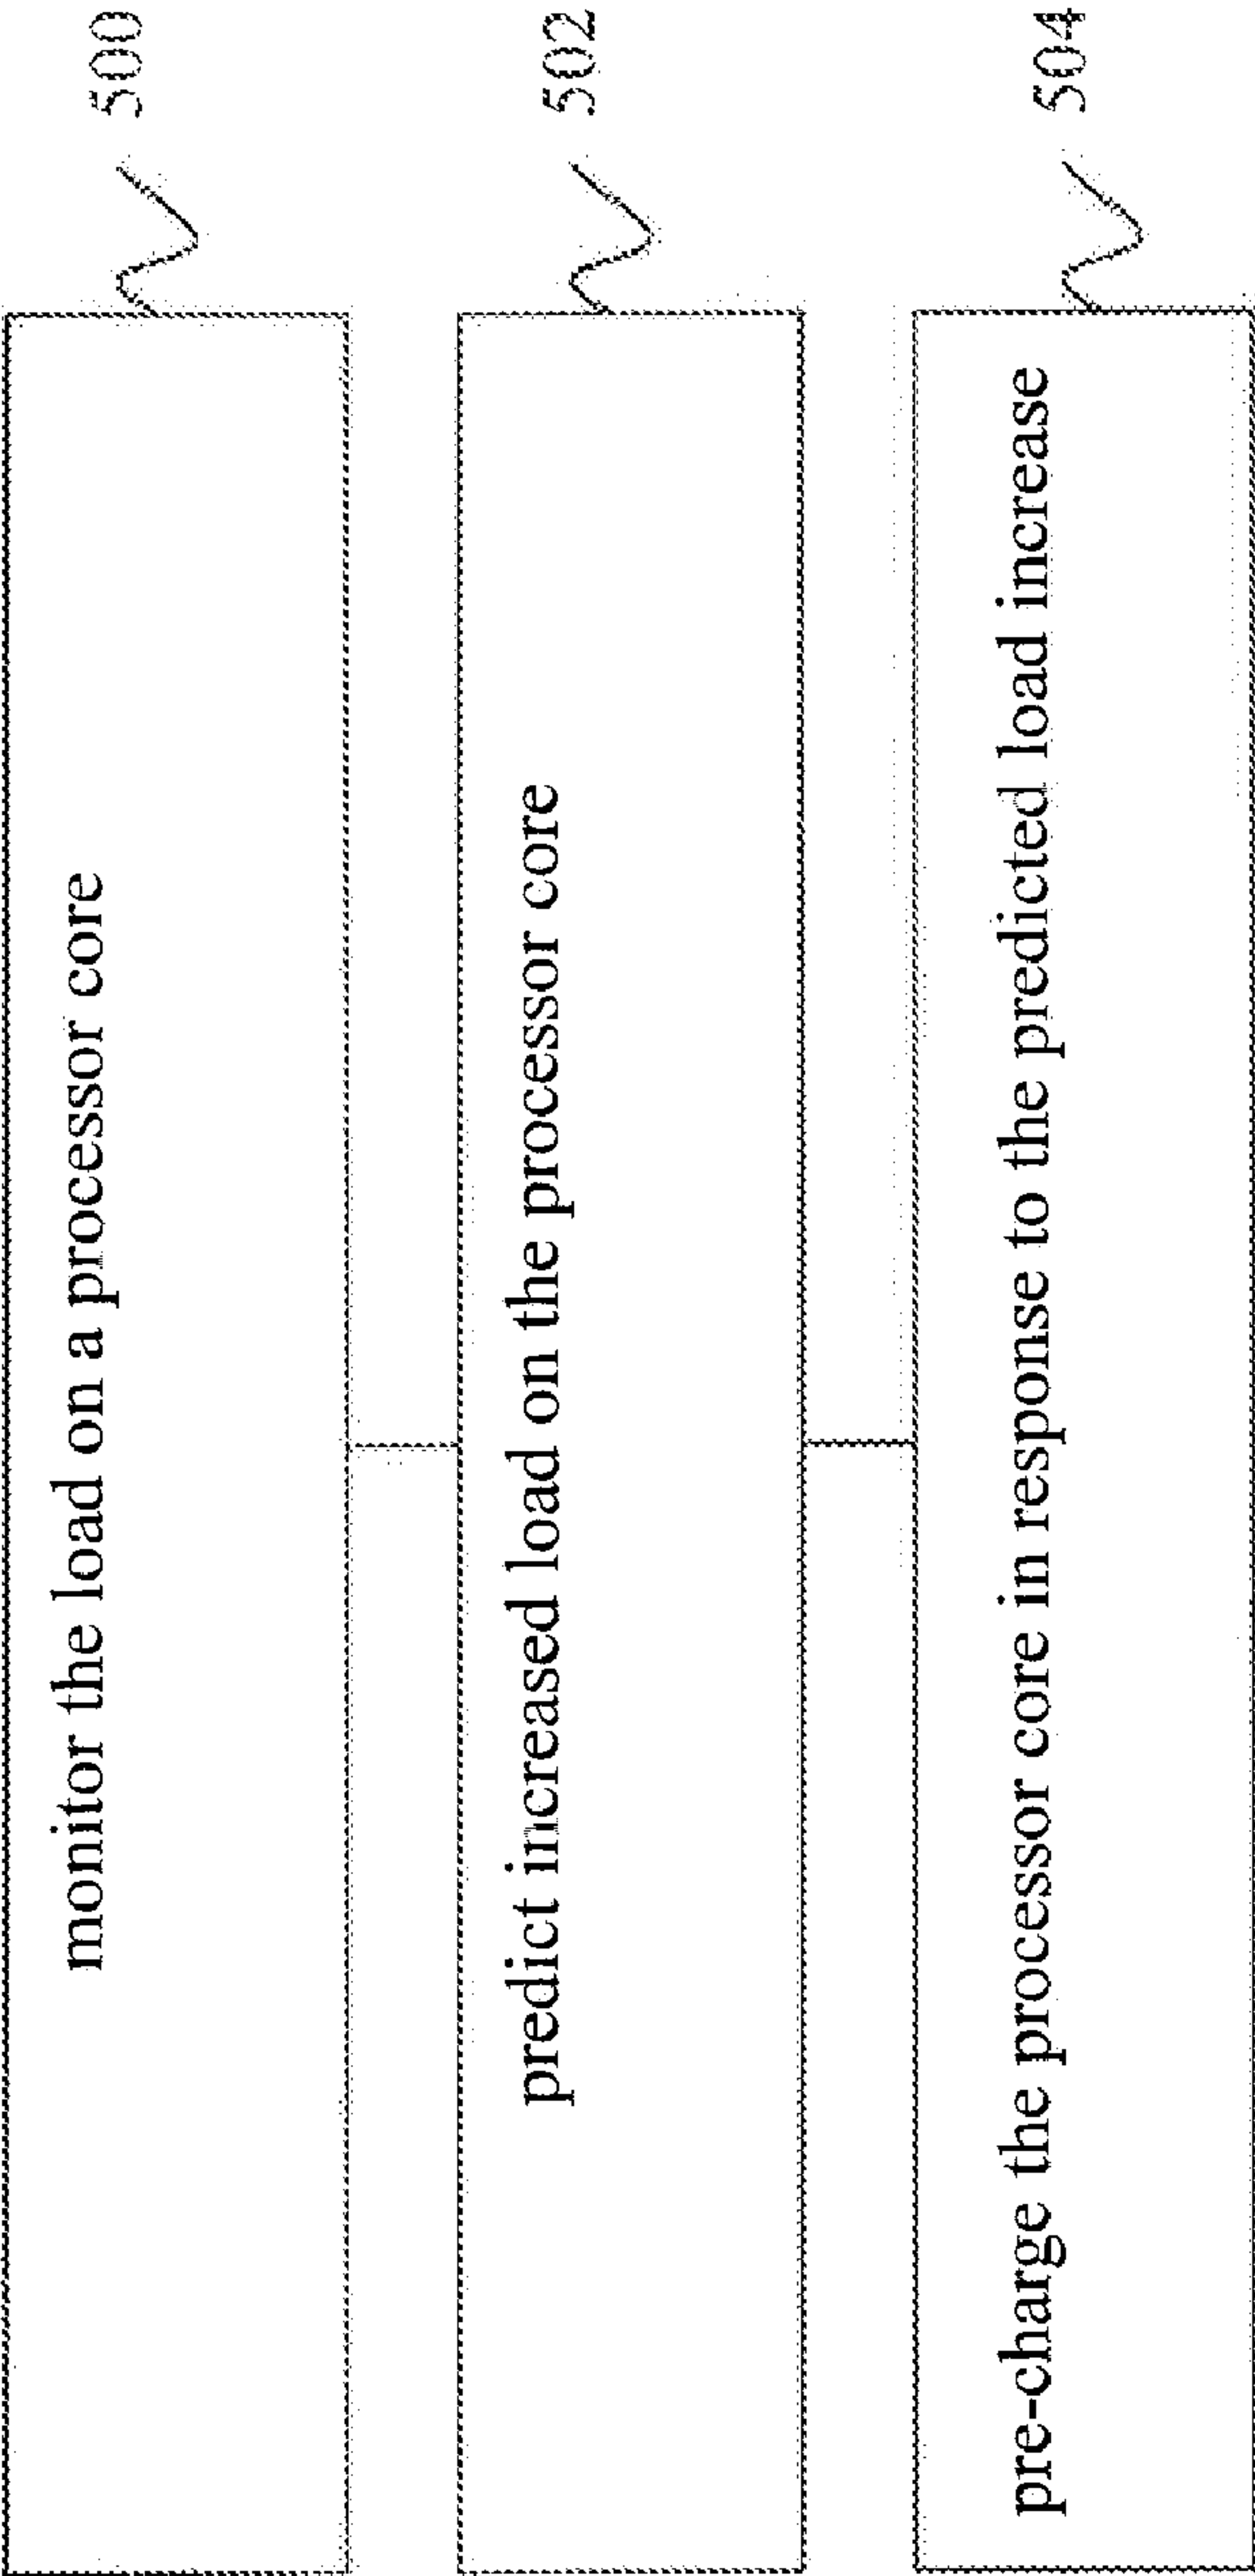 monitor the load on a processor core
500
predict increased load on the processor core
502
pre-charge the processor core in response to the predicted load increase
504